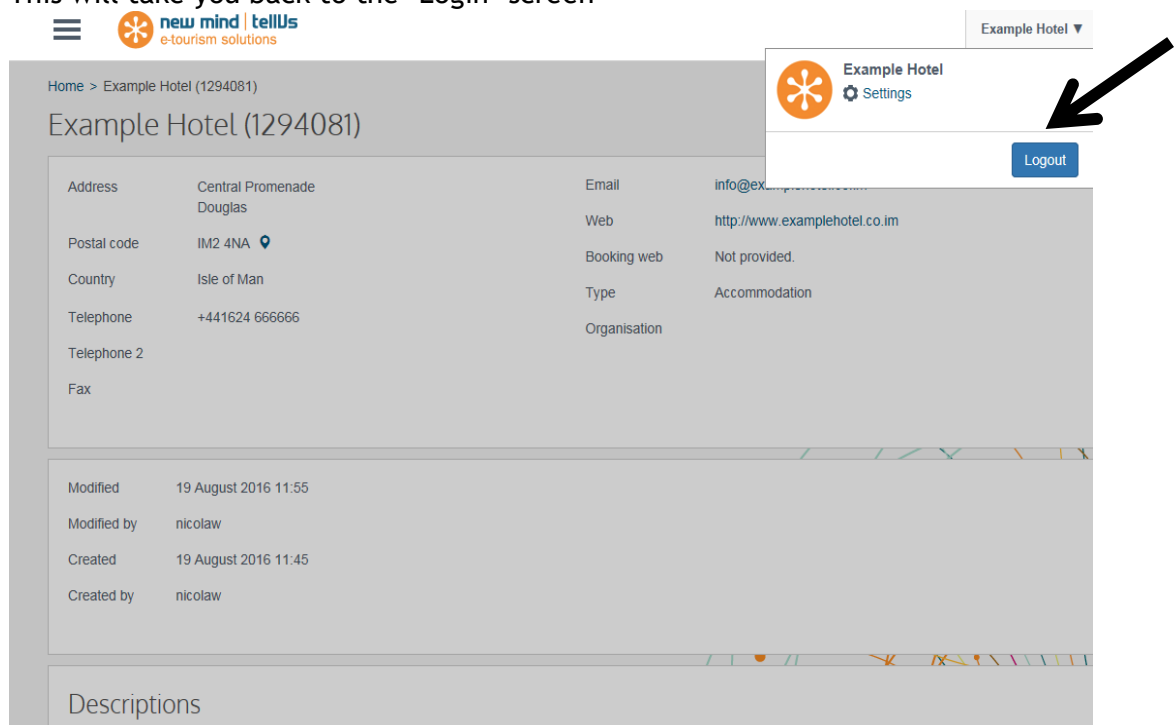 This will take you back to the "Login" screen
new mind | tellUs
e-tourism solutions
Example Hotel ▼
Example Hotel
Settings
Logout
Home > Example Hotel (1294081)
Example Hotel (1294081)
Address Central Promenade
Douglas
Postal code IM2 4NA
Country Isle of Man
Telephone +441624 666666
Telephone 2
Fax
Email
Web http://www.examplehotel.co.im
Booking web Not provided.
Type Accommodation
Organisation
Modified 19 August 2016 11:55
Modified by nicolaw
Created 19 August 2016 11:45
Created by nicolaw
Descriptions